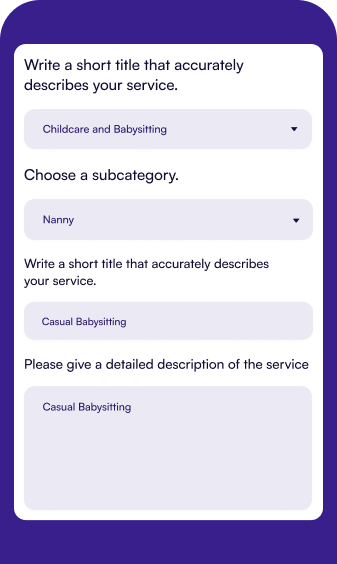 Write a short title that accurately
describes your service.
Childcare and Babysitting
Choose a subcategory.
Nanny
Write a short title that accurately describes
your service.
Casual Babysitting
Please give a detailed description of the service
Casual Babysitting